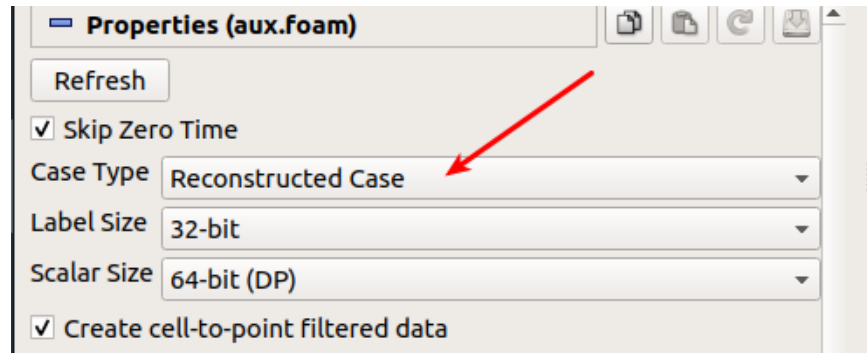 Properties (aux.foam)
Refresh
Skip Zero Time
Case Type Reconstructed Case
Label Size 32-bit
Scalar Size 64-bit (DP)
Create cell-to-point filtered data